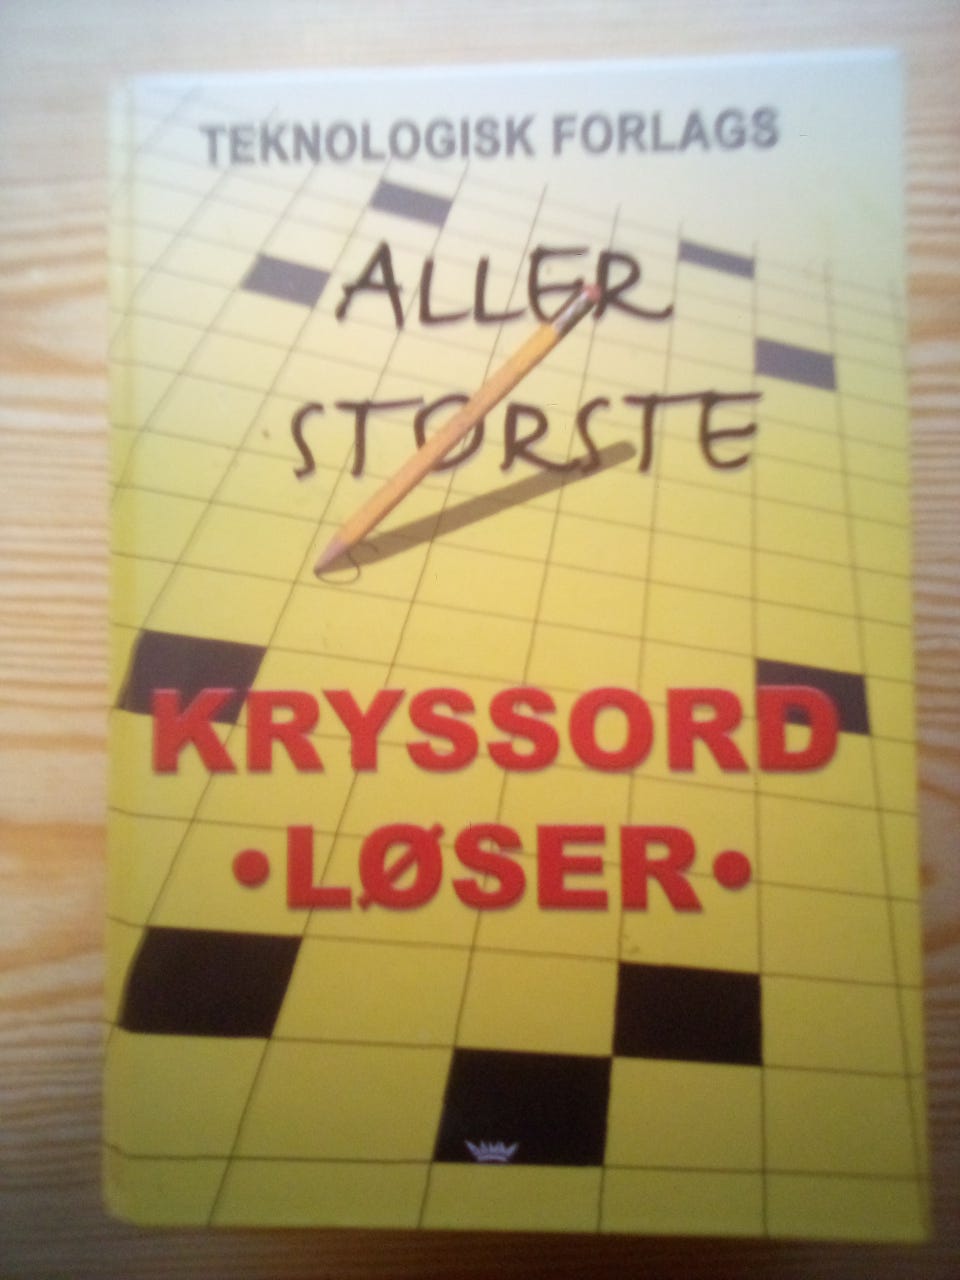 TEKNOLOGISK FORLAGS
ALLER
STØRSTE
KRYSSORD
•LØSER•